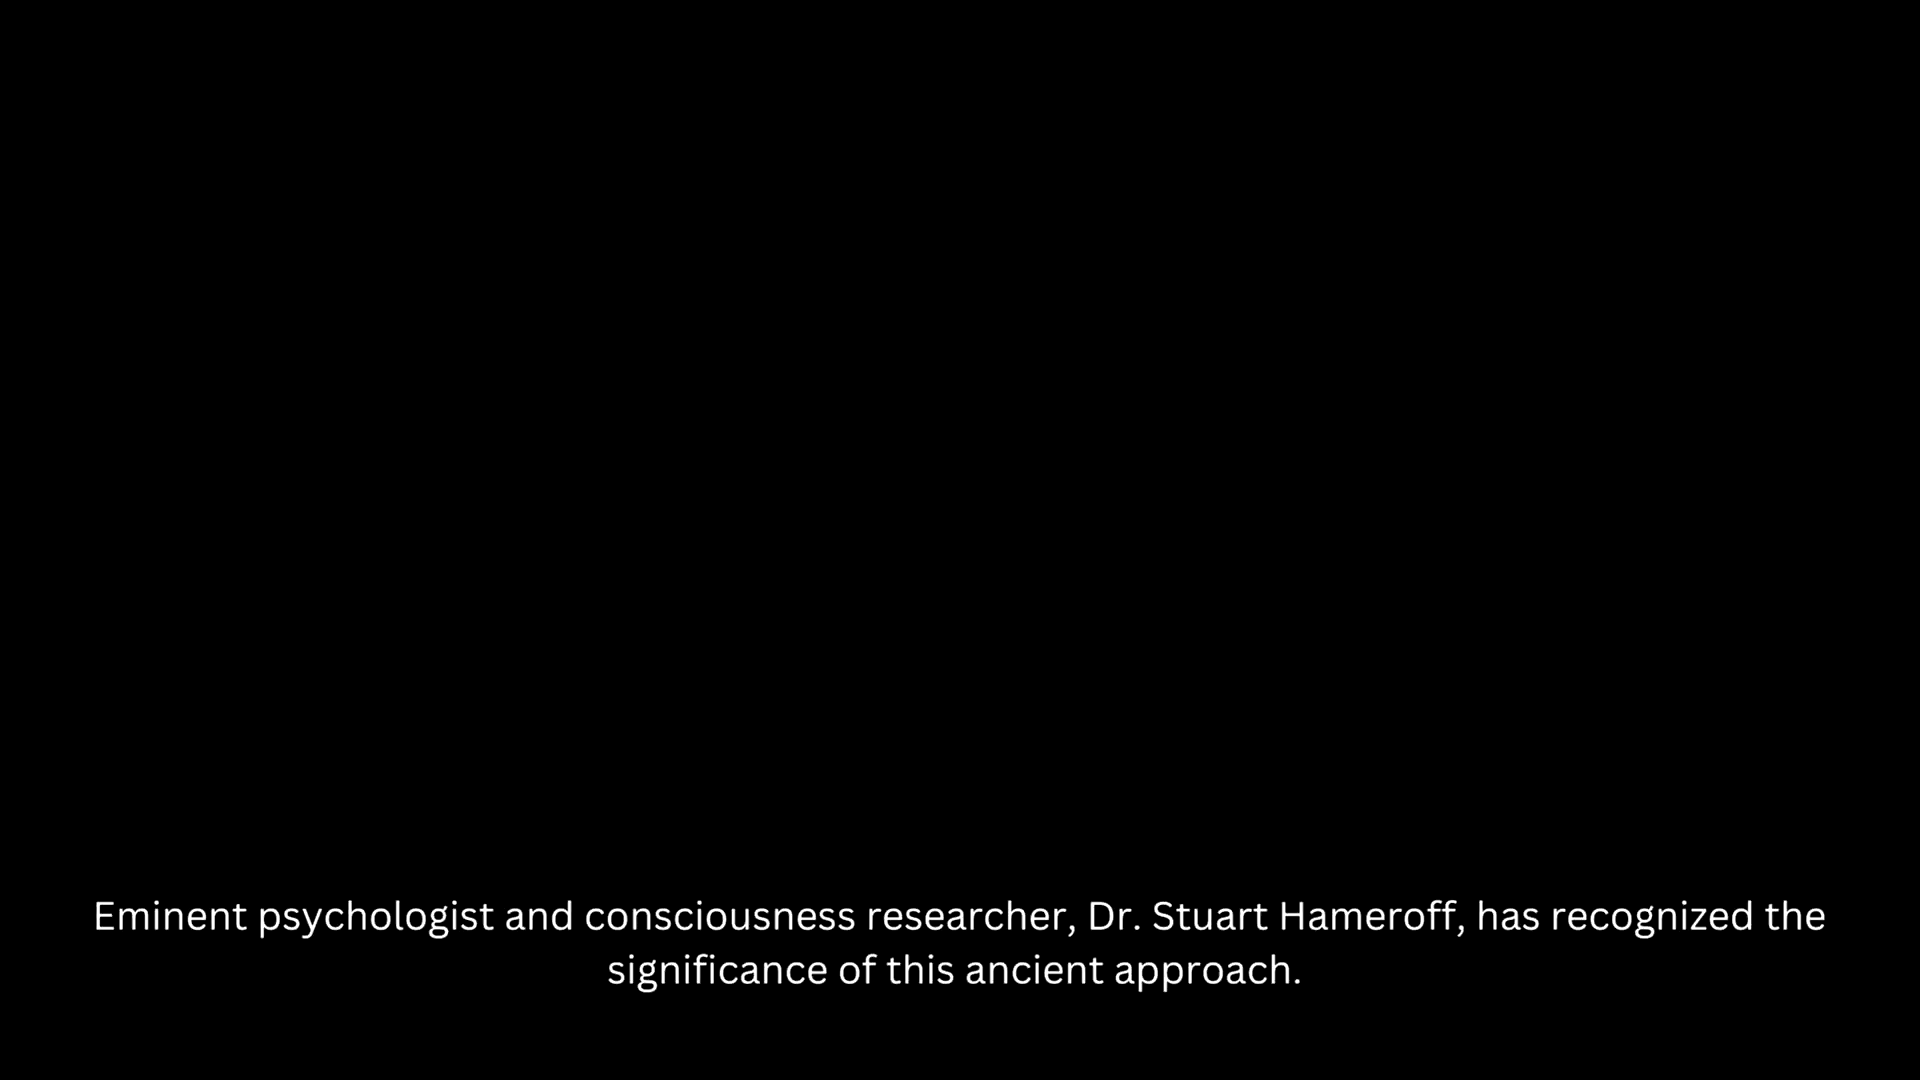 Eminent psychologist and consciousness researcher, Dr. Stuart Hameroff, has recognized the
significance of this ancient approach.